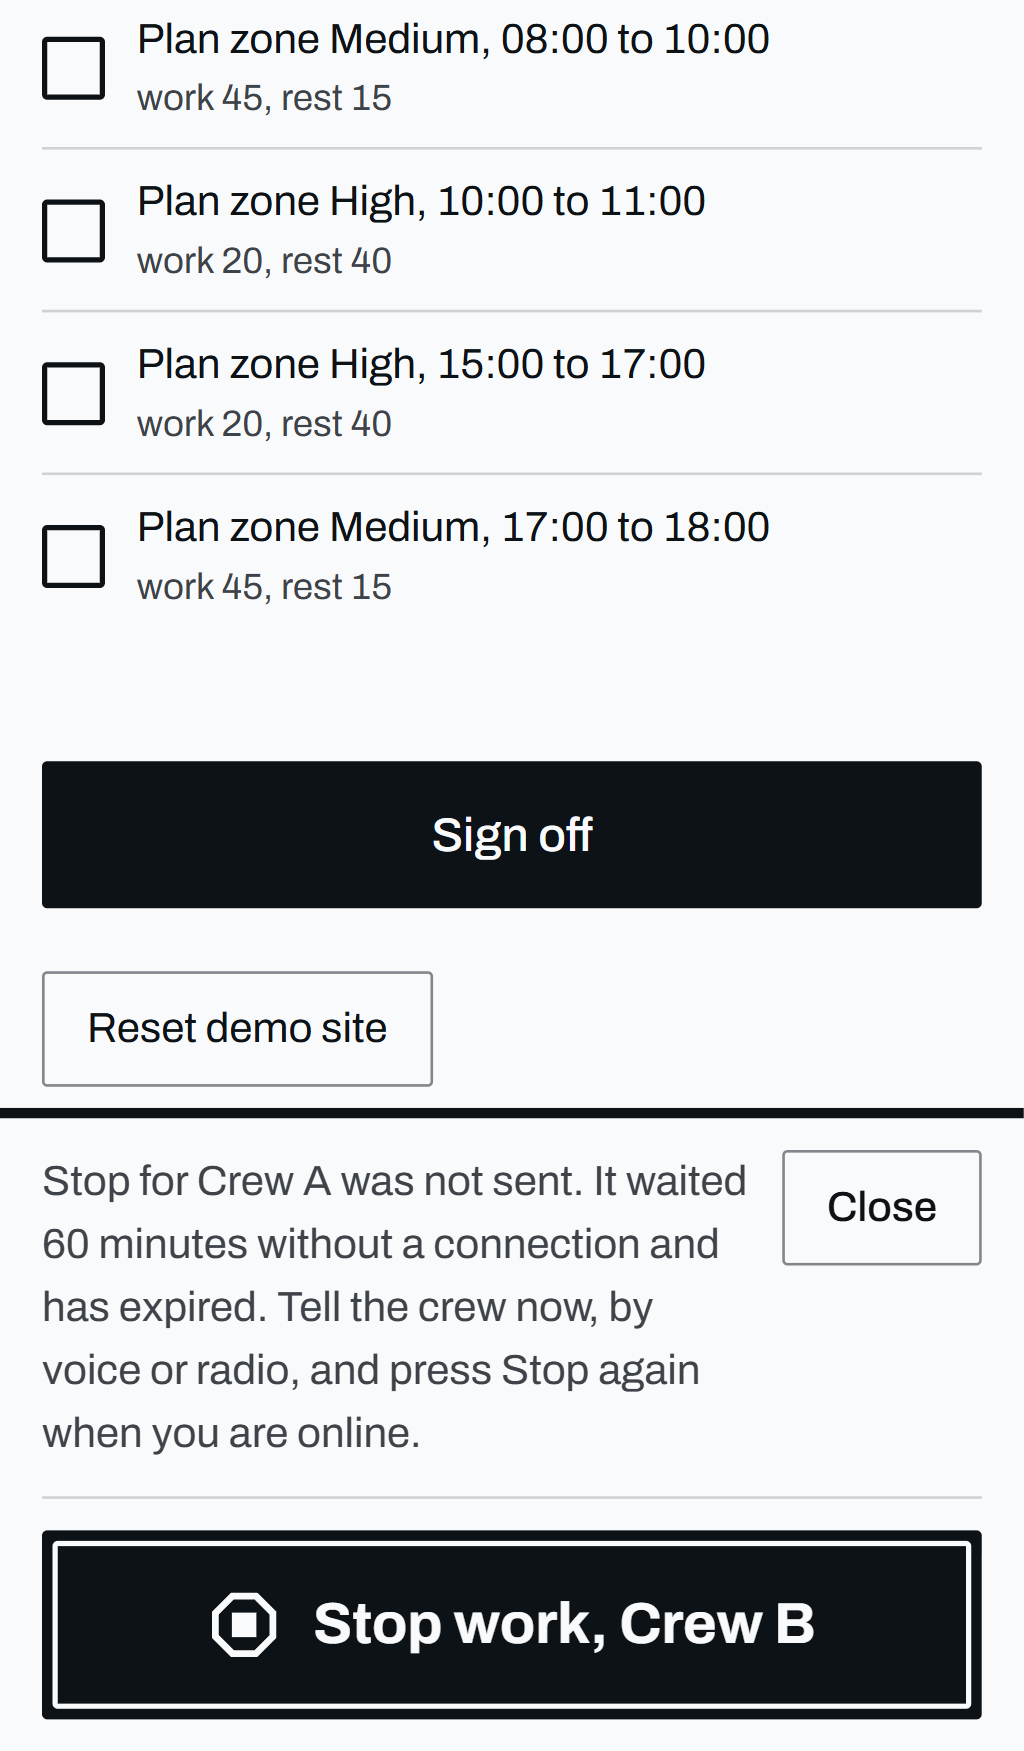 Plan zone Medium, 08:00 to 10:00
work 45, rest 15
Plan zone High, 10:00 to 11:00
work 20, rest 40
Plan zone High, 15:00 to 17:00
work 20, rest 40
Plan zone Medium, 17:00 to 18:00
work 45, rest 15
Sign off
Reset demo site
Stop for Crew A was not sent. It waited
60 minutes without a connection and
has expired. Tell the crew now, by
voice or radio, and press Stop again
when you are online.
Close
Stop work, Crew B